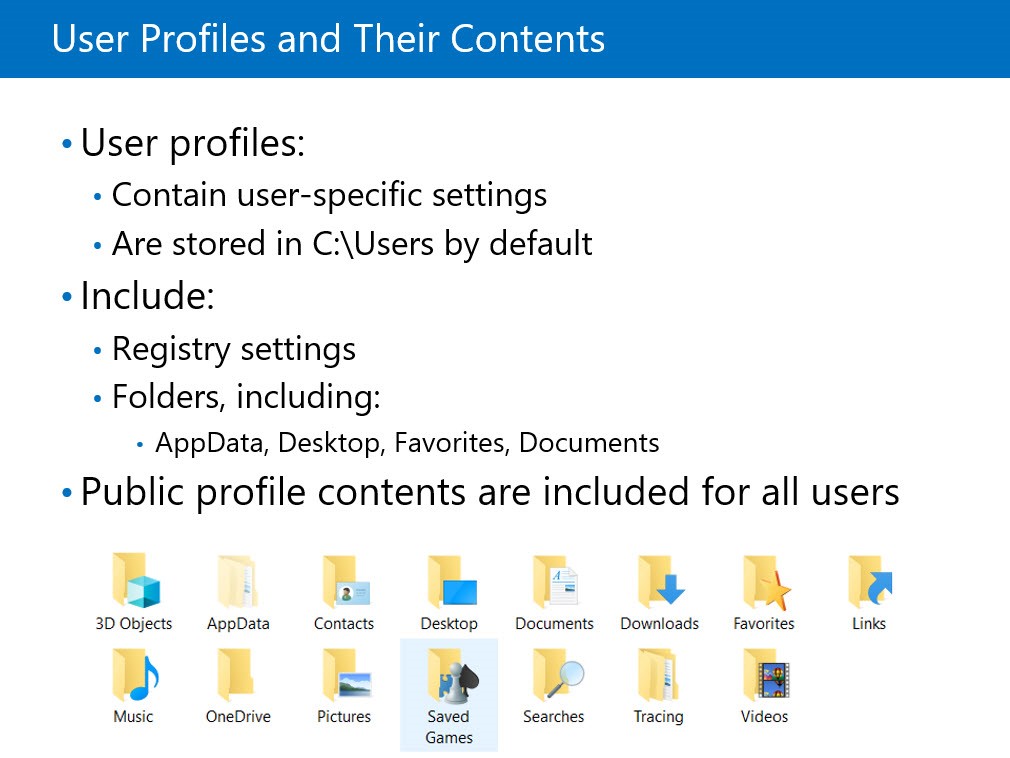 User Profiles and Their Contents
• User profiles:
• Contain user-specific settings
• Are stored in C:\Users by default
• Include:
• Registry settings
• Folders, including:
• AppData, Desktop, Favorites, Documents
• Public profile contents are included for all users
3D Objects AppData Contacts Desktop Documents Downloads Favorites Links
Music OneDrive Pictures Saved Games Searches Tracing Videos